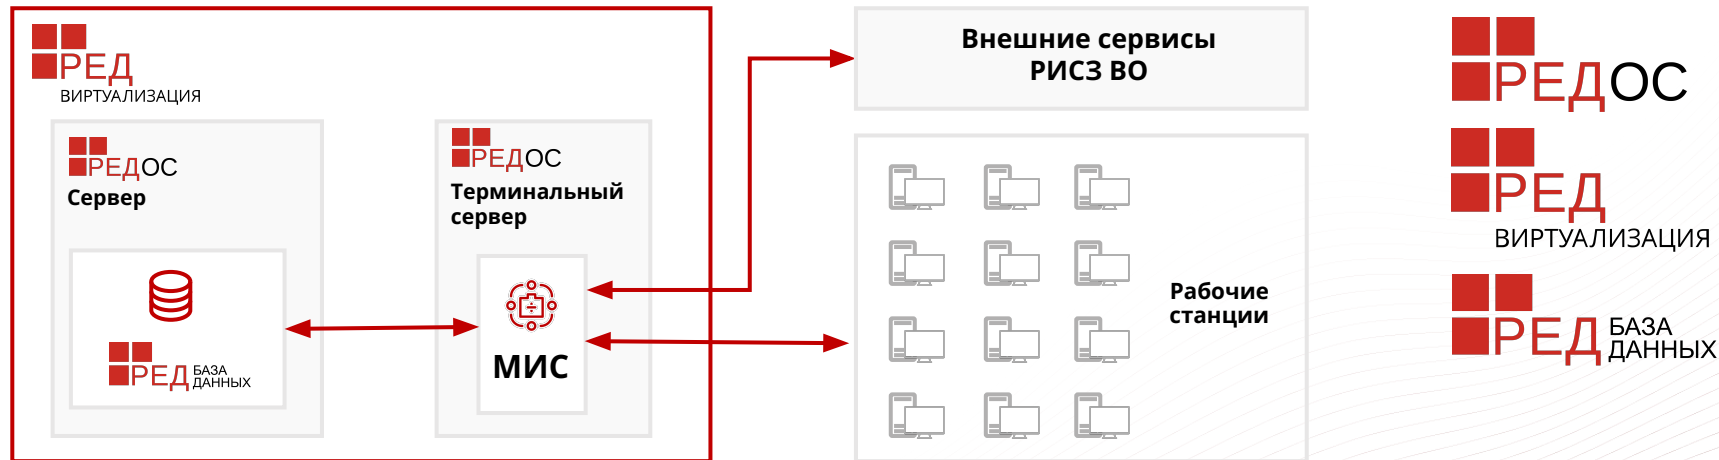 РЕД
ВИРТУАЛИЗАЦИЯ
РЕДОС
Сервер
РЕД БАЗА
ДАННЫХ
РЕДОС
Терминальный
сервер
МИС
Внешние сервисы
РИСЗ ВО
Рабочие
станции
РЕДОС
РЕД
ВИРТУАЛИЗАЦИЯ
РЕД БАЗА
ДАННЫХ